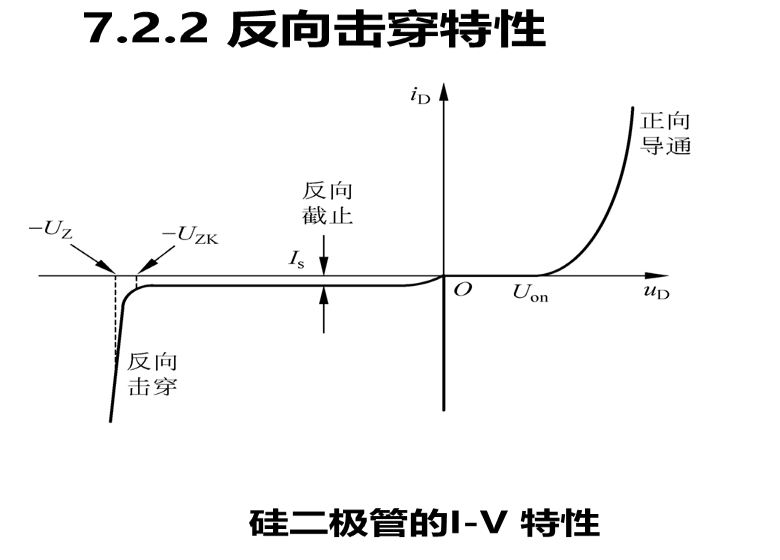 7.2.2 反向击穿特性
iD
正向
导通
反向
截止
-UZ
-UZK
Is
O
Uon
uD
反向
击穿
硅二极管的I-V 特性